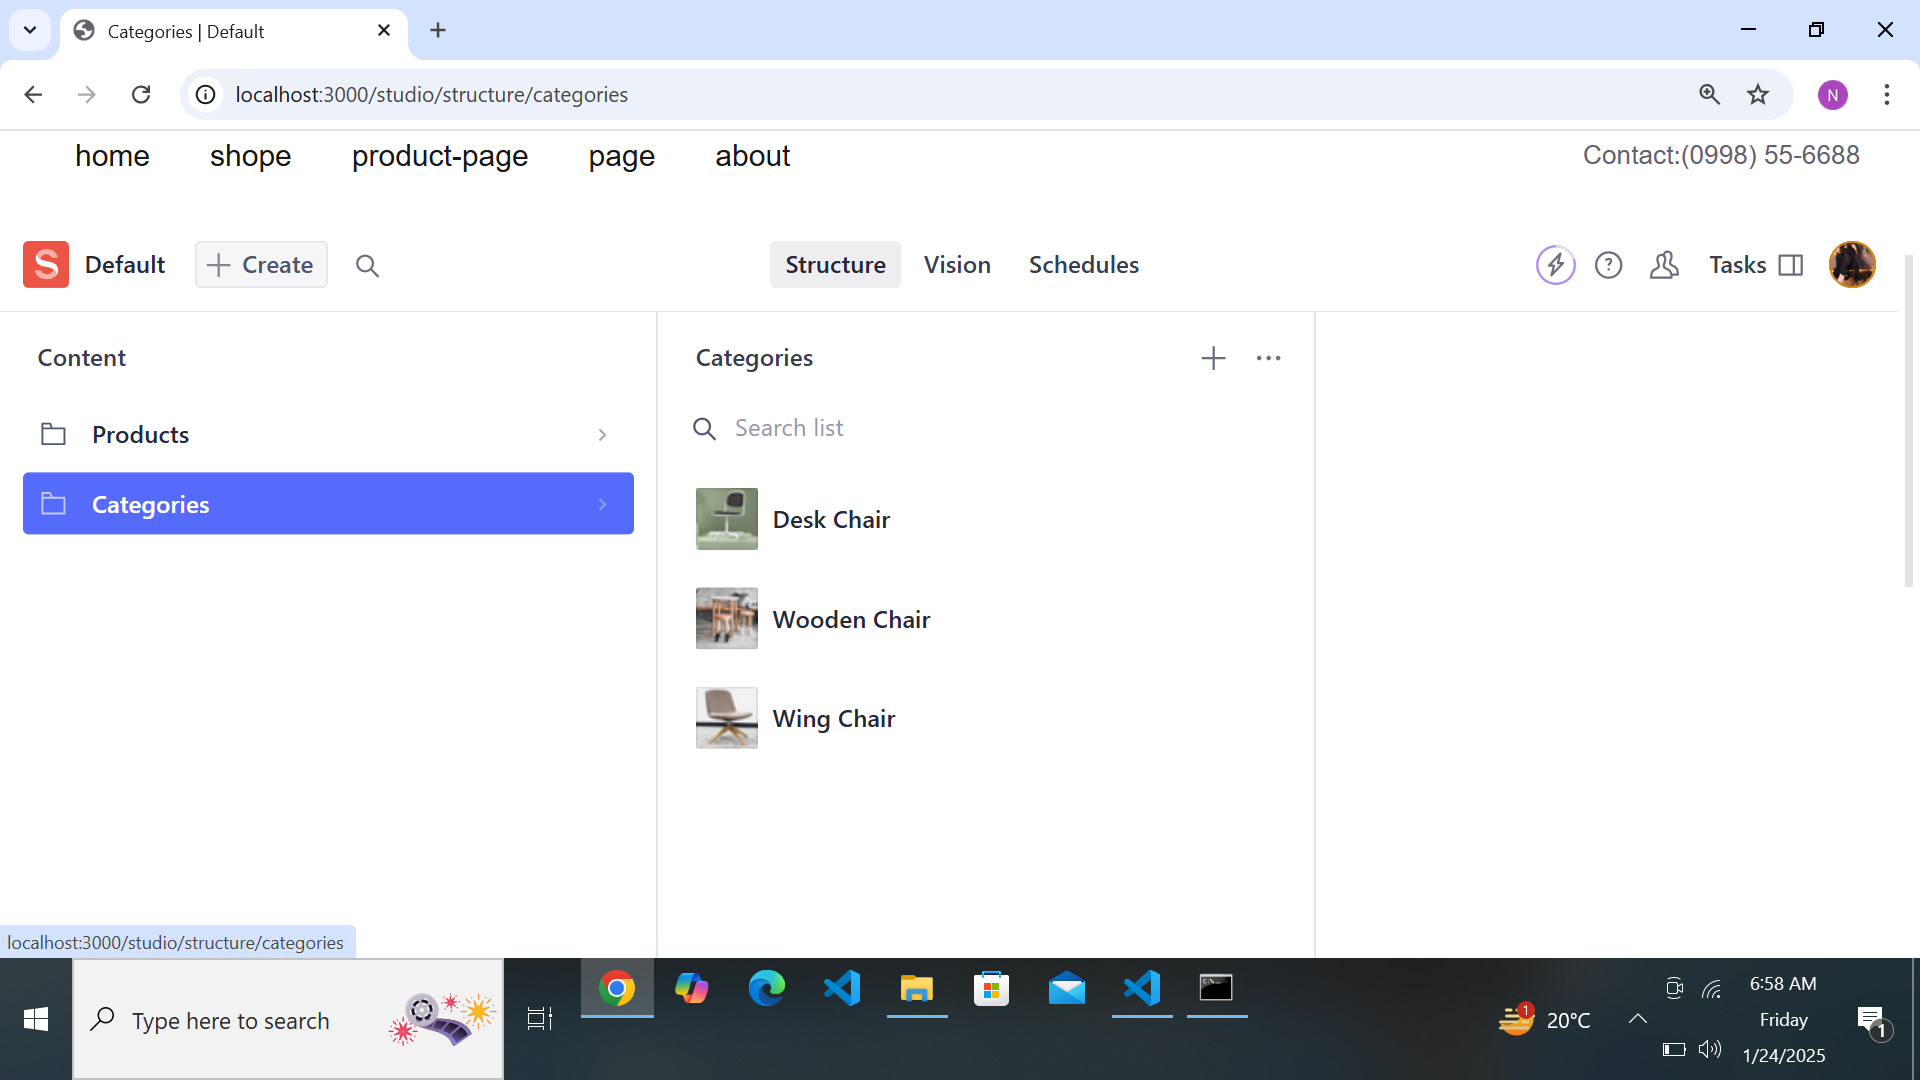 Categories | Default
localhost:3000/studio/structure/categories
N
home shope product-page page about Contact:(0998) 55-6688
S Default Create Structure Vision Schedules Tasks
Content
Products
Categories
Categories
Search list
Desk Chair
Wooden Chair
Wing Chair
localhost:3000/studio/structure/categories
Type here to search
1
20°C
6:58 AM
Friday
1/24/2025
1